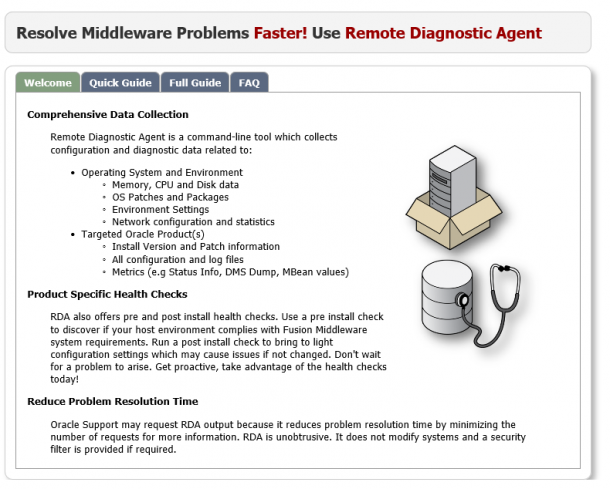 Resolve Middleware Problems Faster! Use Remote Diagnostic Agent
Welcome Quick Guide Full Guide FAQ
Comprehensive Data Collection
Remote Diagnostic Agent is a command-line tool which collects
configuration and diagnostic data related to:
• Operating System and Environment
◦ Memory, CPU and Disk data
◦ OS Patches and Packages
◦ Environment Settings
◦ Network configuration and statistics
• Targeted Oracle Product(s)
◦ Install Version and Patch information
◦ All configuration and log files
◦ Metrics (e.g Status Info, DMS Dump, MBean values)
Product Specific Health Checks
RDA also offers pre and post install health checks. Use a pre install check
to discover if your host environment complies with Fusion Middleware
system requirements. Run a post install check to bring to light
configuration settings which may cause issues if not changed. Don't wait
for a problem to arise. Get proactive, take advantage of the health checks
today!
Reduce Problem Resolution Time
Oracle Support may request RDA output because it reduces problem resolution time by minimizing the
number of requests for more information. RDA is unobtrusive. It does not modify systems and a security
filter is provided if required.